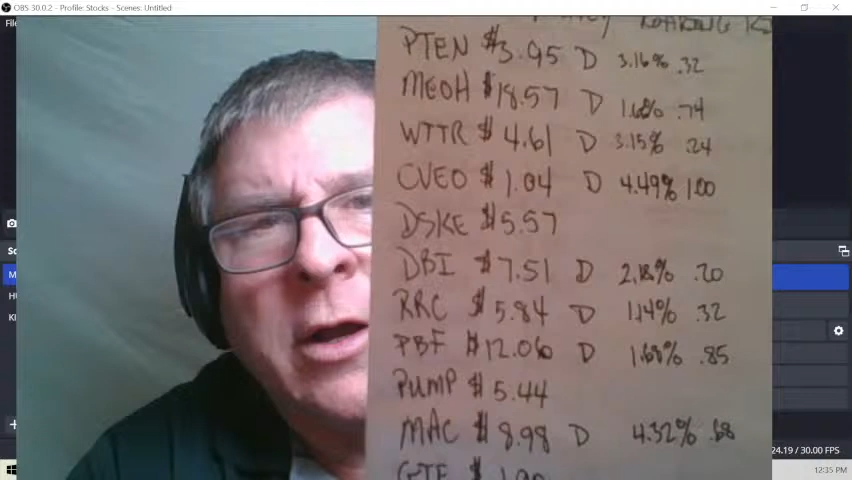 OBS 30.0.2 - Profile: Stocks - Scenes: Untitled
File
PTEN $3.95 D 3.16% .32
MEOH $18.57 D 1.68% .74
WTTR $4.61 D 3.15% .24
CVEO $1.04 D 4.49% 1.00
DSKE $5.57
DBI $7.51 D 2.18% .20
RRC $5.84 D 1.14% .32
PBF $12.06 D 1.68% .85
PUMP $5.44
MAC $8.98 D 4.32% .68
24.19 / 30.00 FPS
12:35 PM